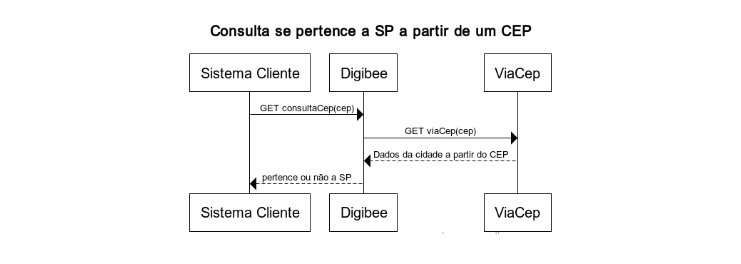 Consulta se pertence a SP a partir de um CEP
Sistema Cliente
Digibee
ViaCep
GET consultaCep(cep)
GET viaCep(cep)
Dados da cidade a partir do CEP
pertence ou não a SP
Sistema Cliente
Digibee
ViaCep